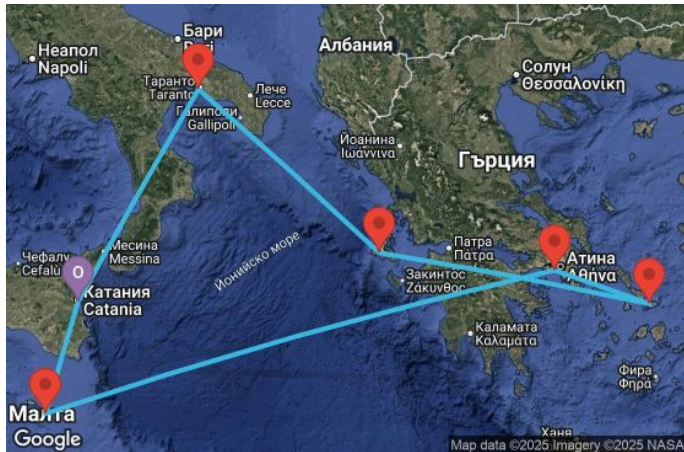 Бари
Неапол
Napoli
Албания
Солун
Θεσσαλονίκη
Таранто
Taranto
Лече
Lecce
Галиполи
Gallipoli
Йоанина
Ιωάννινα
Гърция
Йонийско море
Месина
Messina
Чефалу
Cefalù
O
Катания
Catania
Патра
Πάτρα
Атина
Αθήνα
Закинтос
Ζάκυνθος
Каламата
Καλαμάτα
Фира
Φηρά
Малта
Ханя
Google
Map data ©2025 Imagery ©2025 NASA